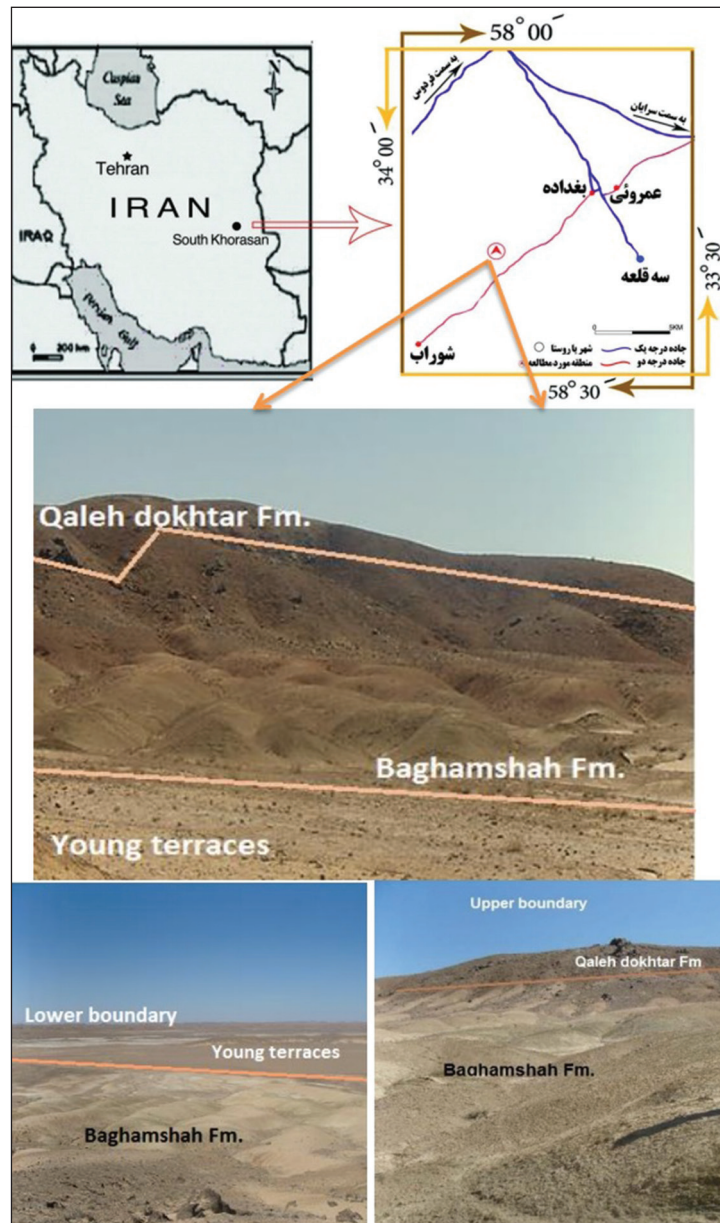 Caspian
Sea
N
Tehran
IRAN
IRAQ
South Khorasan
Persian Gulf
0 200 km
58° 00′
به سمت فردوس
به سمت سرایان
34° 00′
عمروئی
بغداده
سه قلعه
33° 30′
شوراب
0 5KM
شهر یا روستا
جاده درجه یک
منطقه مورد مطالعه
جاده درجه دو
58° 30′
Qaleh dokhtar Fm.
Baghamshah Fm.
Young terraces
Lower boundary
Young terraces
Baghamshah Fm.
Upper boundary
Qaleh dokhtar Fm
Baghamshah Fm.